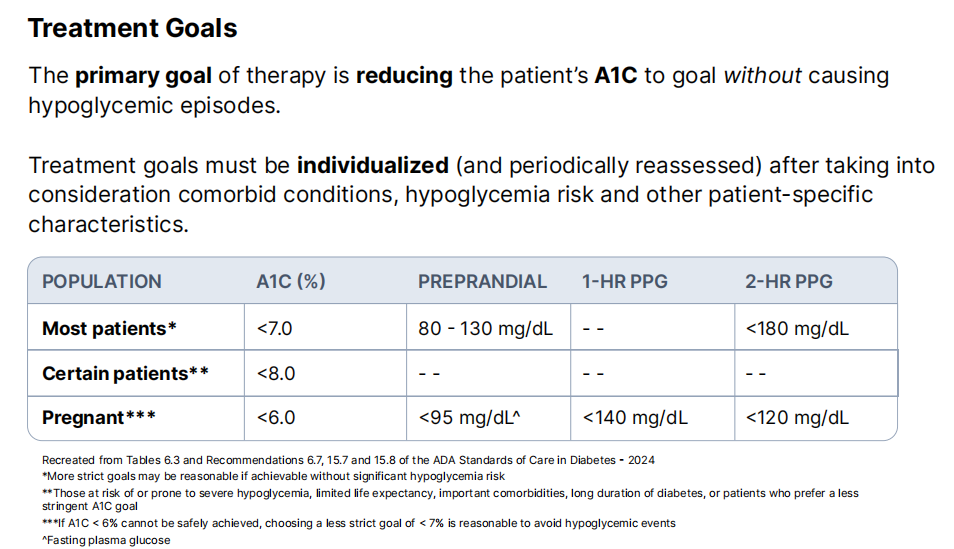 Treatment Goals
The primary goal of therapy is reducing the patient's A1C to goal without causing
hypoglycemic episodes.
Treatment goals must be individualized (and periodically reassessed) after taking into
consideration comorbid conditions, hypoglycemia risk and other patient-specific
characteristics.
POPULATION A1C (%) PREPRANDIAL 1-HR PPG 2-HR PPG
Most patients* <7.0 80 - 130 mg/dL - - <180 mg/dL
Certain patients** <8.0 - - - - - -
Pregnant*** <6.0 <95 mg/dL^ <140 mg/dL <120 mg/dL
Recreated from Tables 6.3 and Recommendations 6.7, 15.7 and 15.8 of the ADA Standards of Care in Diabetes - 2024
*More strict goals may be reasonable if achievable without significant hypoglycemia risk
**Those at risk of or prone to severe hypoglycemia, limited life expectancy, important comorbidities, long duration of diabetes, or patients who prefer a less
stringent A1C goal
***If A1C < 6% cannot be safely achieved, choosing a less strict goal of < 7% is reasonable to avoid hypoglycemic events
^Fasting plasma glucose